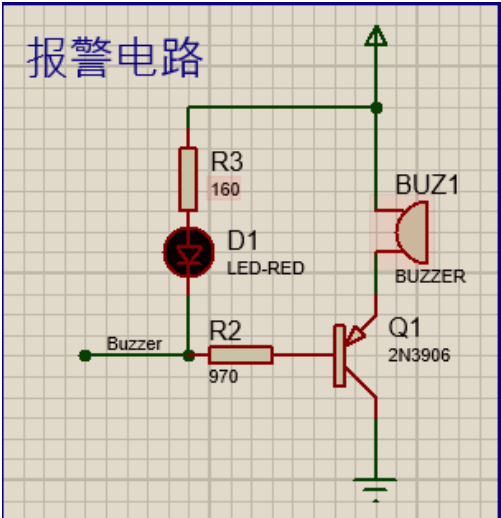 报警电路
R3
160
BUZ1
D1
LED-RED
BUZZER
Buzzer
R2
970
Q1
2N3906